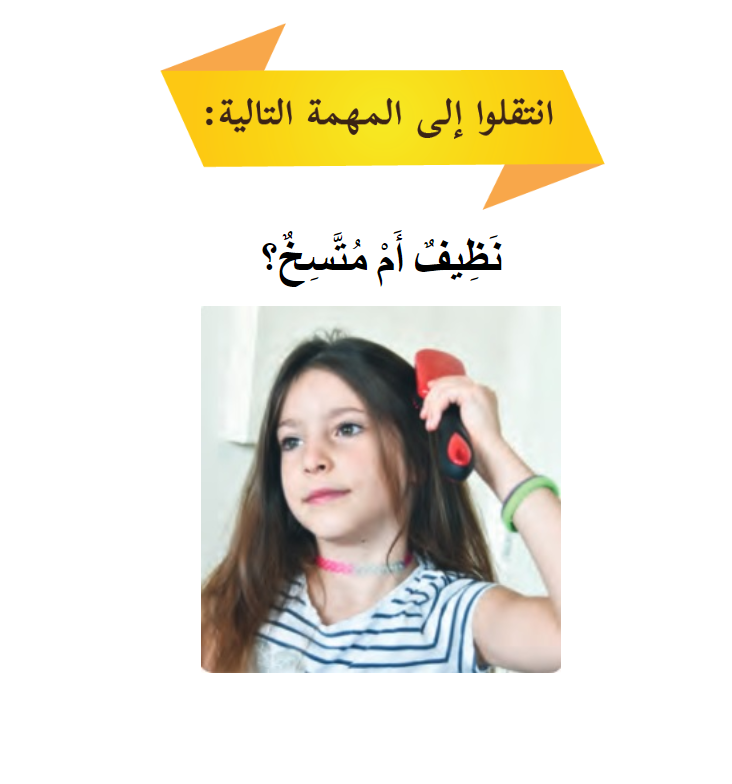 انتقلوا إلى المهمة التالية:
نَظِيفٌ أَمْ مُتَّسِخٌ؟